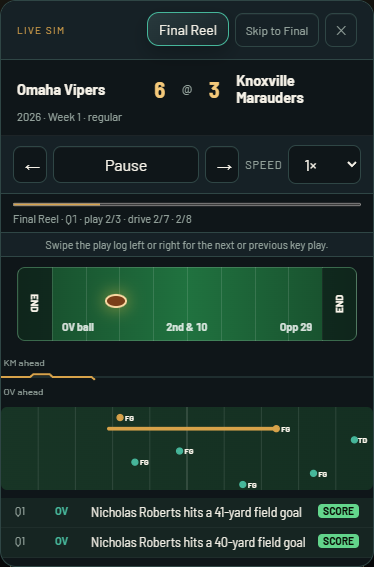 LIVE SIM
Final Reel
Skip to Final
×
Omaha Vipers
6 @ 3
Knoxville
Marauders
2026 · Week 1 · regular
←
Pause
→
SPEED
1×
Final Reel · Q1 · play 2/3 · drive 2/7 · 2/8
Swipe the play log left or right for the next or previous key play.
END
OV ball
2nd & 10
Opp 29
END
KM ahead
OV ahead
FG
FG
TD
FG
FG
FG
FG
Q1 OV Nicholas Roberts hits a 41-yard field goal SCORE
Q1 OV Nicholas Roberts hits a 40-yard field goal SCORE